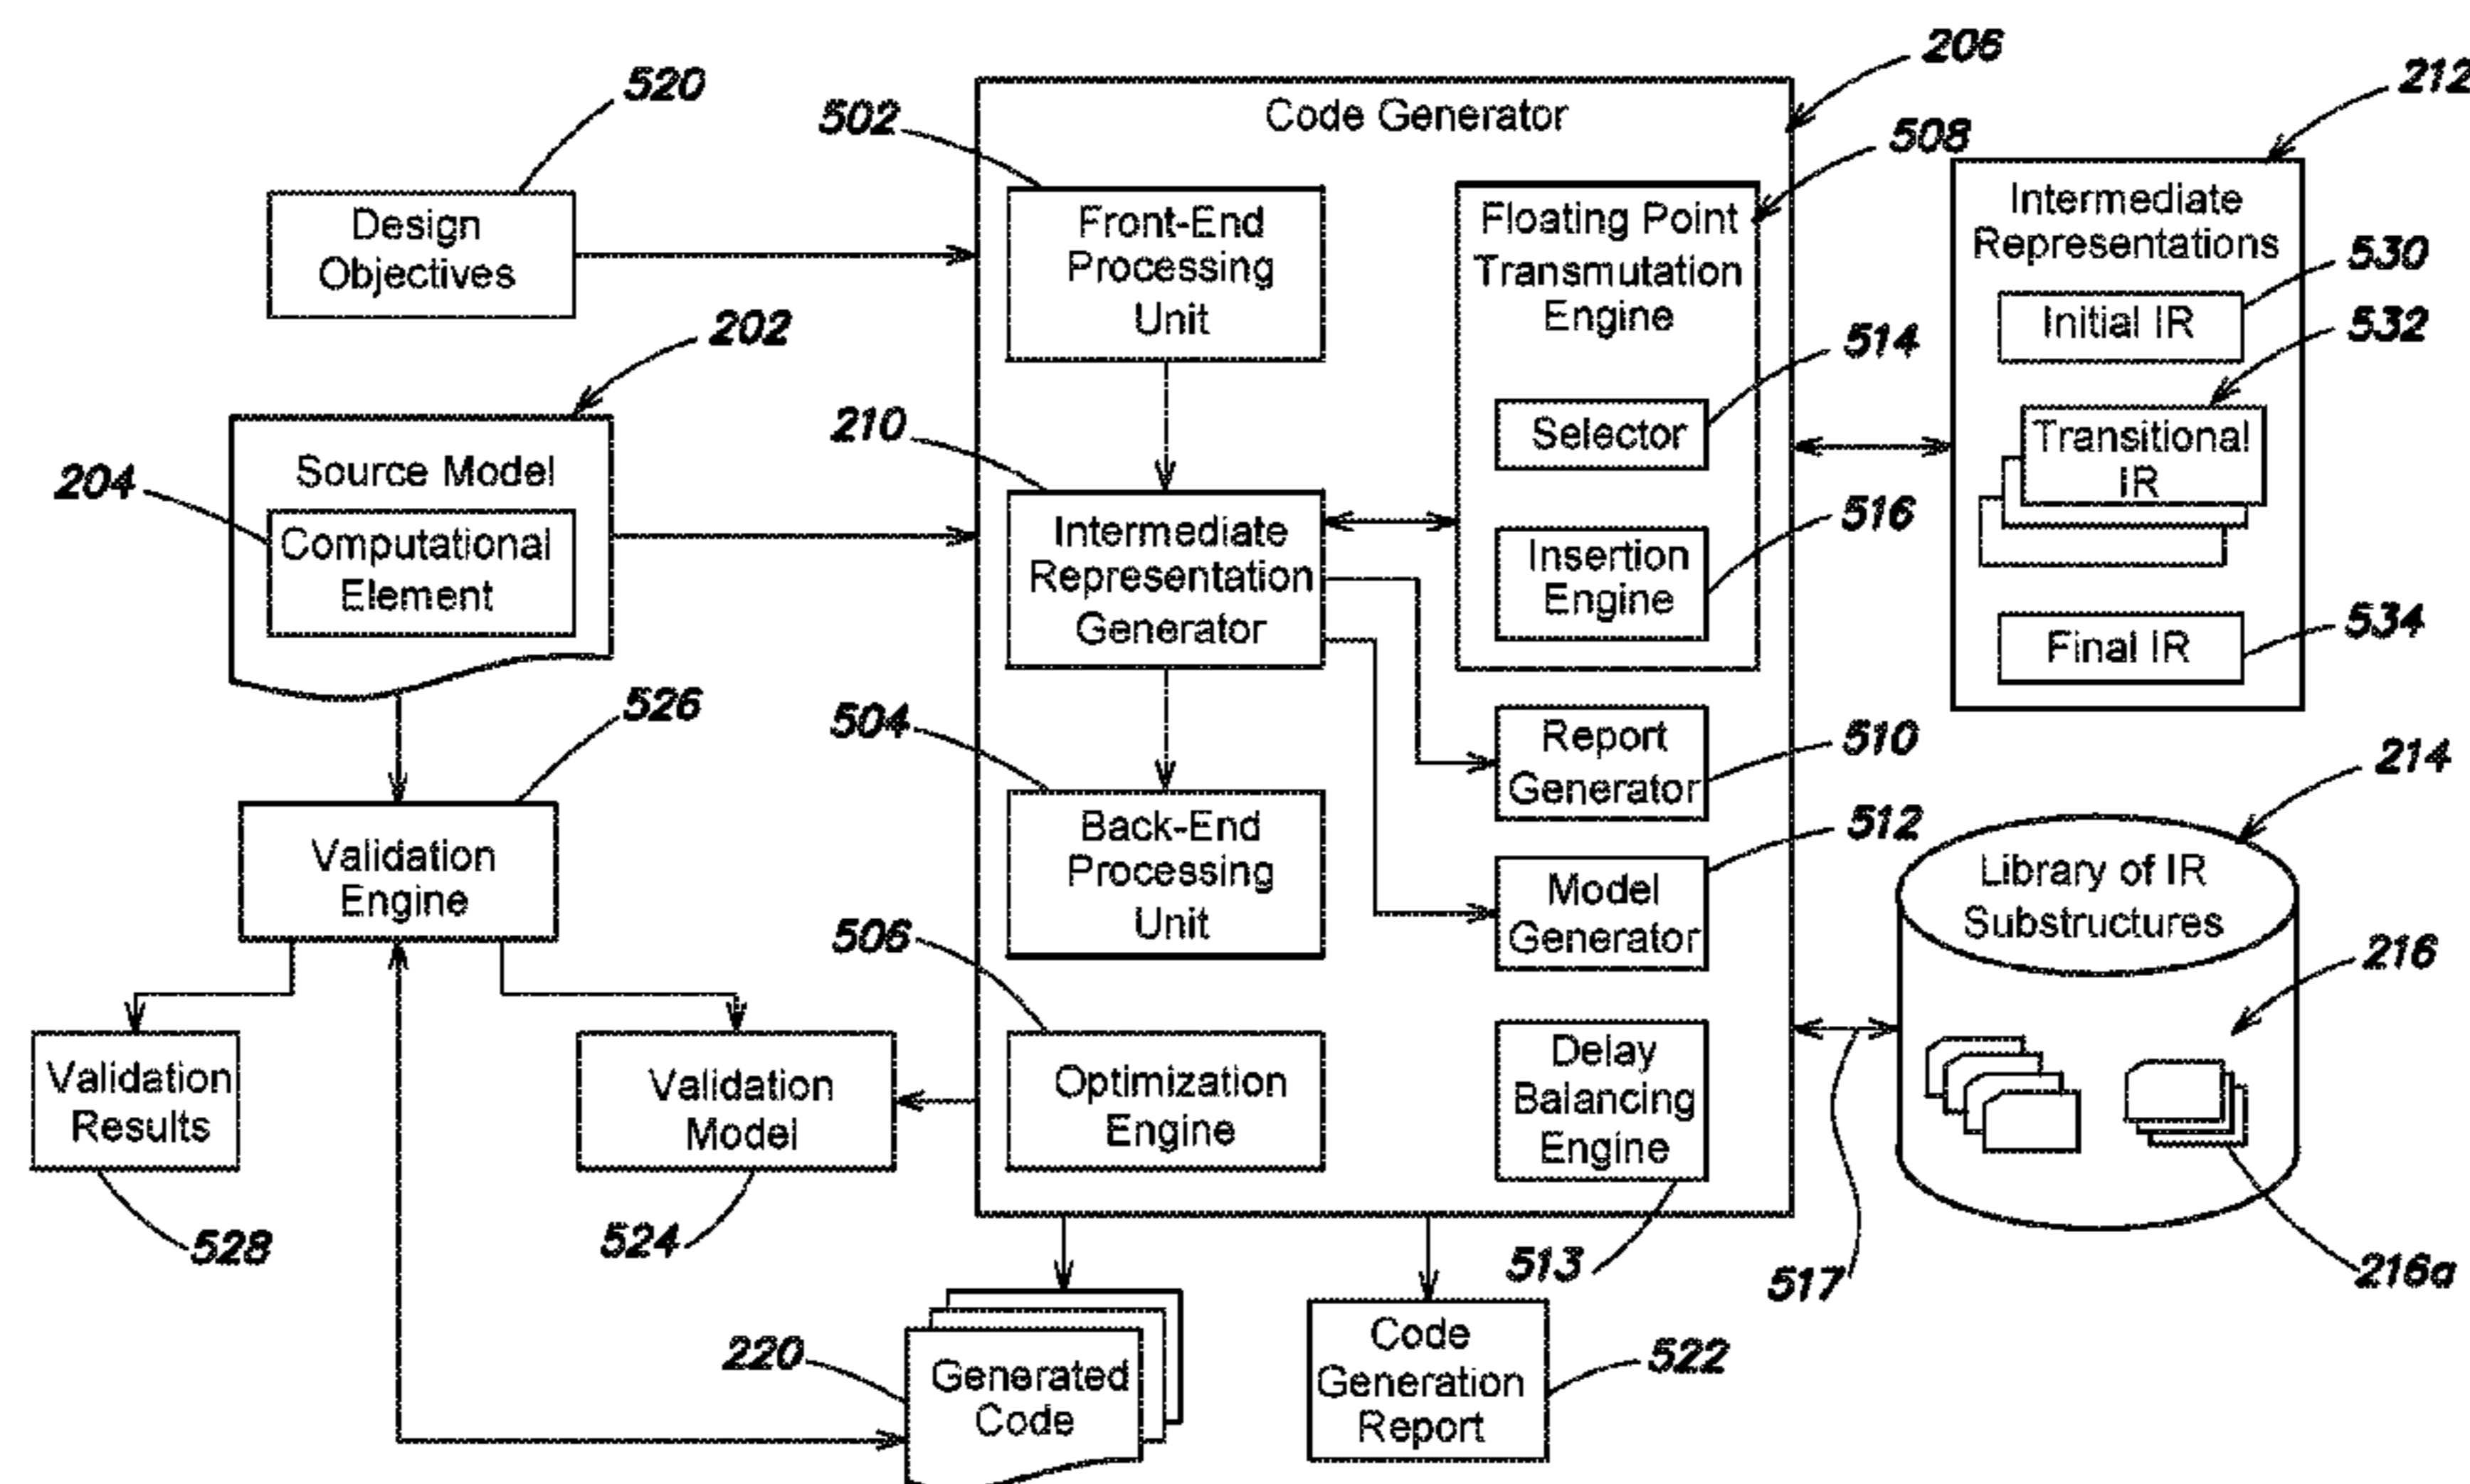 206
Code Generator
520
Design
Objectives
502
Front-End
Processing
Unit
508
Floating Point
Transmutation
Engine
514
Selector
516
Insertion
Engine
212
Intermediate
Representations
530
Initial IR
532
Transitional
IR
534
Final IR
202
Source Model
204
Computational
Element
210
Intermediate
Representation
Generator
504
Back-End
Processing
Unit
510
Report
Generator
512
Model
Generator
214
Library of IR
Substructures
216
216a
517
526
Validation
Engine
Validation
Results
528
Validation
Model
524
506
Optimization
Engine
Delay
Balancing
Engine
513
220
Generated
Code
Code
Generation
Report
522